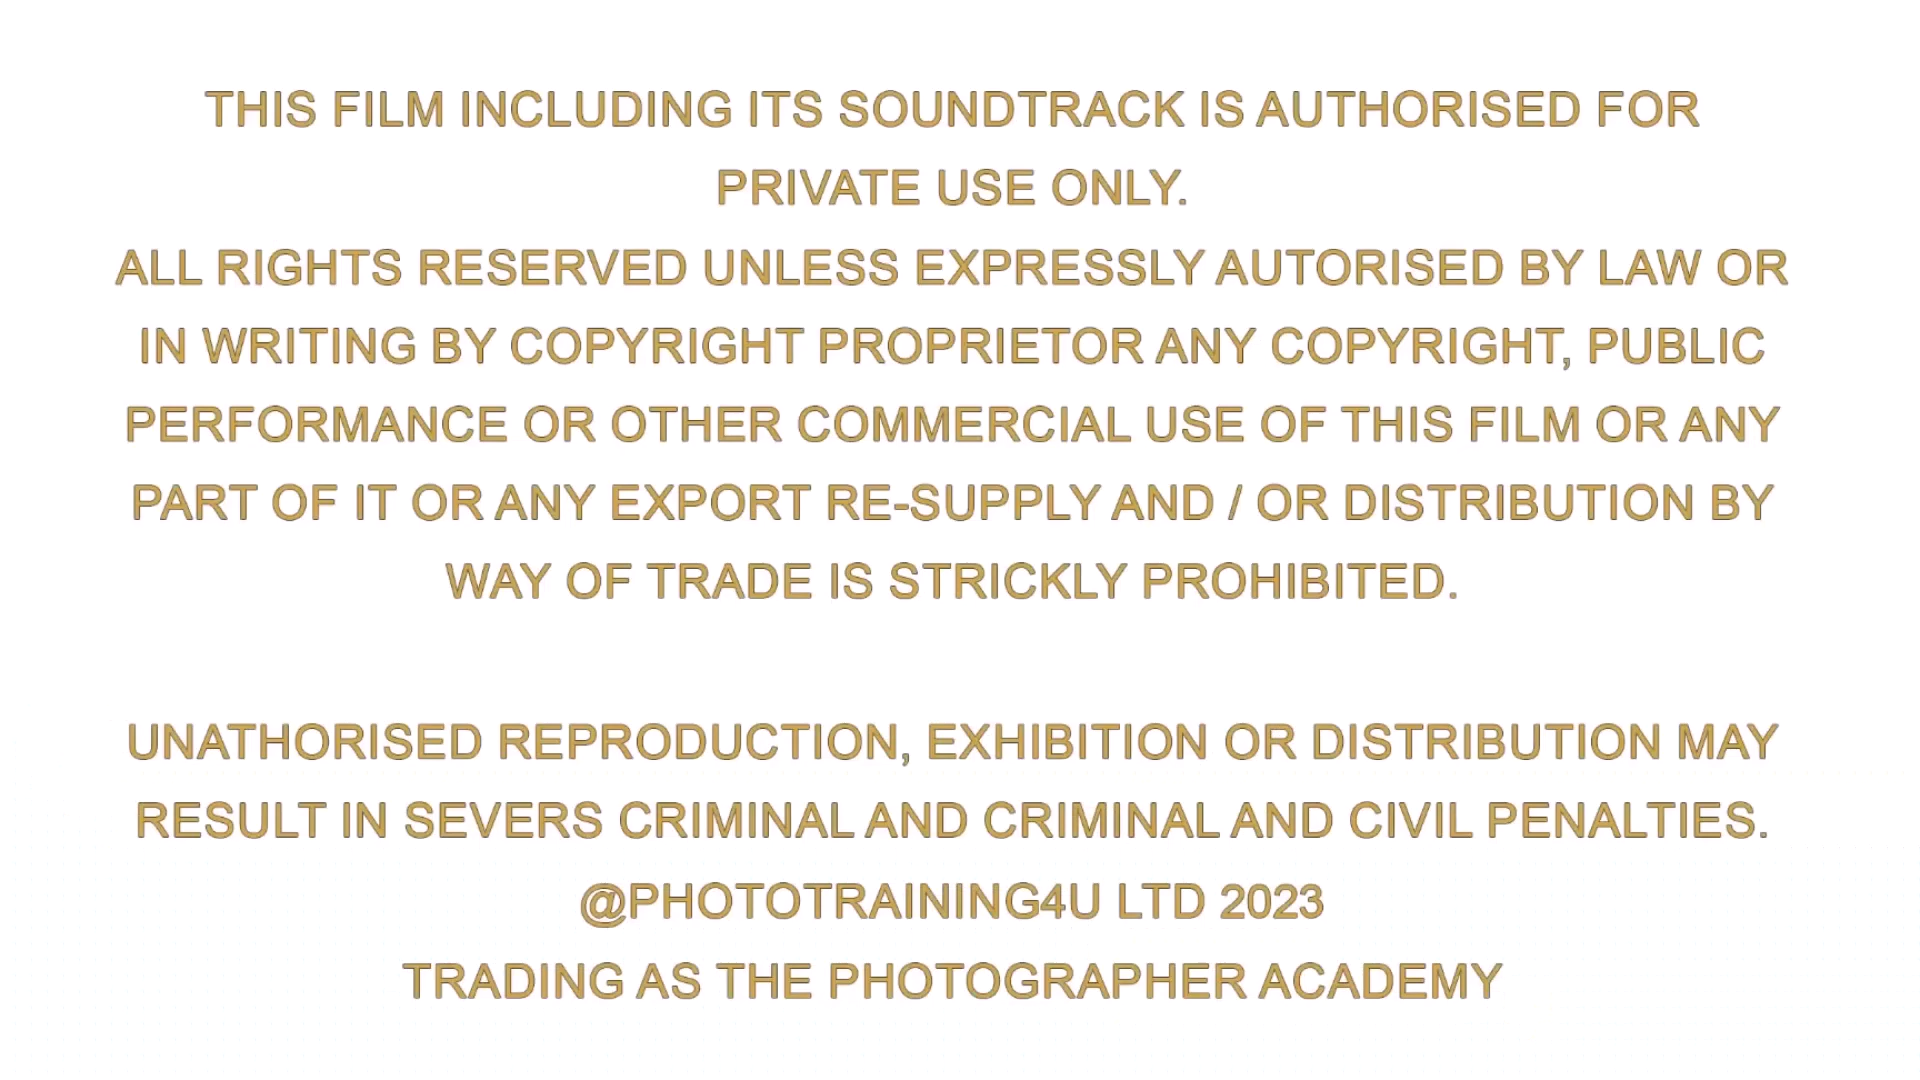 THIS FILM INCLUDING ITS SOUNDTRACK IS AUTHORISED FOR
PRIVATE USE ONLY.
ALL RIGHTS RESERVED UNLESS EXPRESSLY AUTORISED BY LAW OR
IN WRITING BY COPYRIGHT PROPRIETOR ANY COPYRIGHT, PUBLIC
PERFORMANCE OR OTHER COMMERCIAL USE OF THIS FILM OR ANY
PART OF IT OR ANY EXPORT RE-SUPPLY AND / OR DISTRIBUTION BY
WAY OF TRADE IS STRICKLY PROHIBITED.
UNATHORISED REPRODUCTION, EXHIBITION OR DISTRIBUTION MAY
RESULT IN SEVERS CRIMINAL AND CRIMINAL AND CIVIL PENALTIES.
@PHOTOTRAINING4U LTD 2023
TRADING AS THE PHOTOGRAPHER ACADEMY